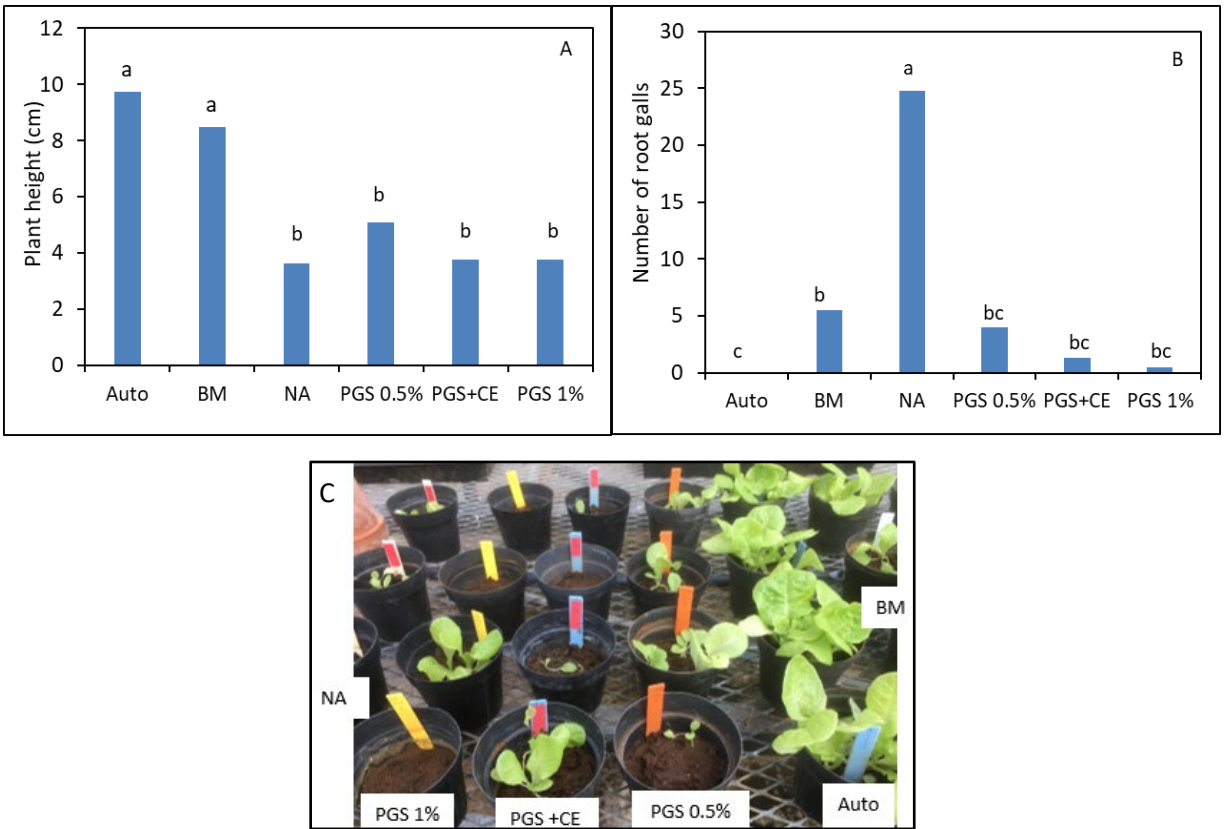 A
Plant height (cm)
12
10
8
6
4
2
0
a
a
b
b
b
b
Auto BM NA PGS 0.5% PGS+CE PGS 1%
B
Number of root galls
30
25
20
15
10
5
0
c
b
a
bc
bc
bc
Auto BM NA PGS 0.5% PGS+CE PGS 1%
C
BM
NA
PGS 1%
PGS +CE
PGS 0.5%
Auto